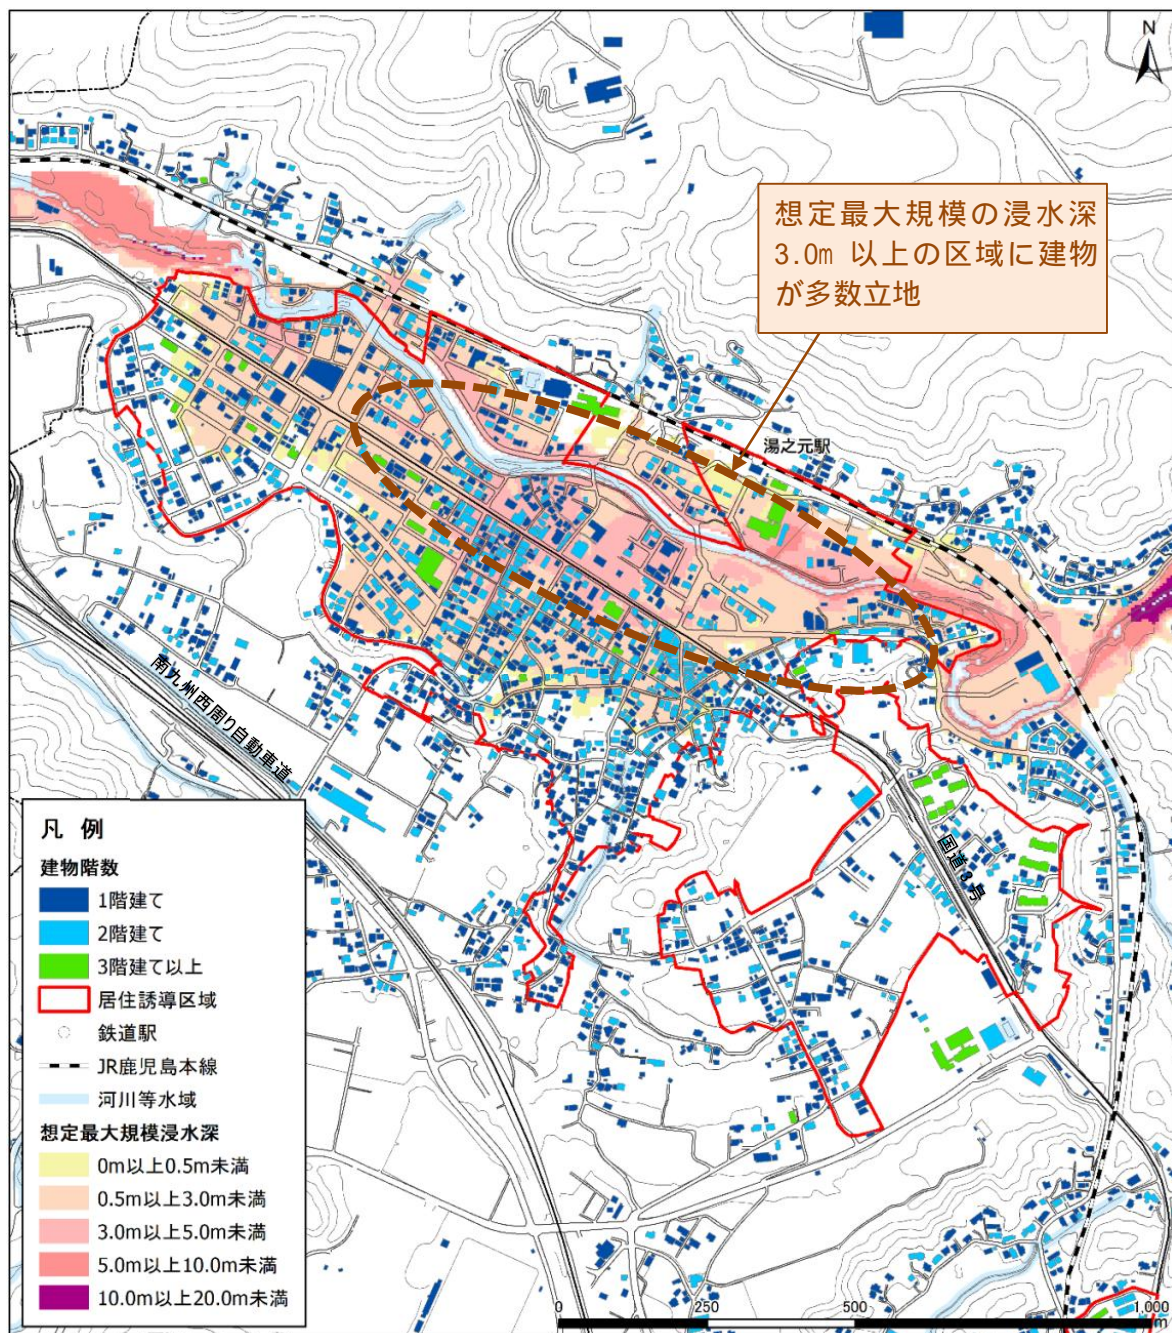 N
想定最大規模の浸水深
3.0m 以上の区域に建物
が多数立地
湯之元駅
南九州西周り自動車道
国道3号
凡 例
建物階数
1階建て
2階建て
3階建て以上
居住誘導区域
鉄道駅
JR鹿児島本線
河川等水域
想定最大規模浸水深
0m以上0.5m未満
0.5m以上3.0m未満
3.0m以上5.0m未満
5.0m以上10.0m未満
10.0m以上20.0m未満
0 250 500 1,000
m